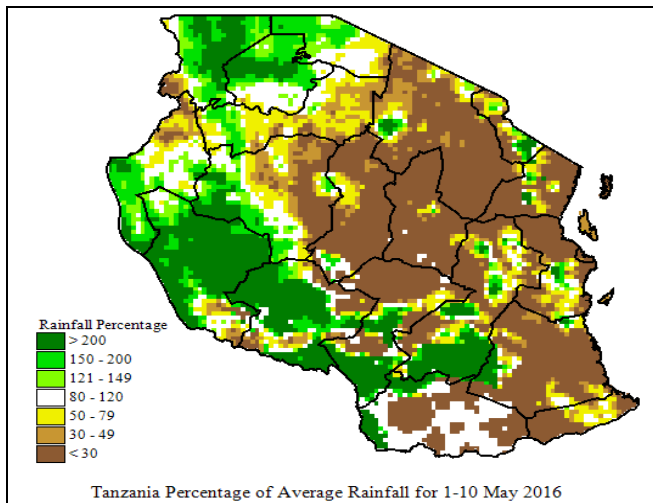 Rainfall Percentage
> 200
150 - 200
121 - 149
80 - 120
50 - 79
30 - 49
< 30
Tanzania Percentage of Average Rainfall for 1-10 May 2016